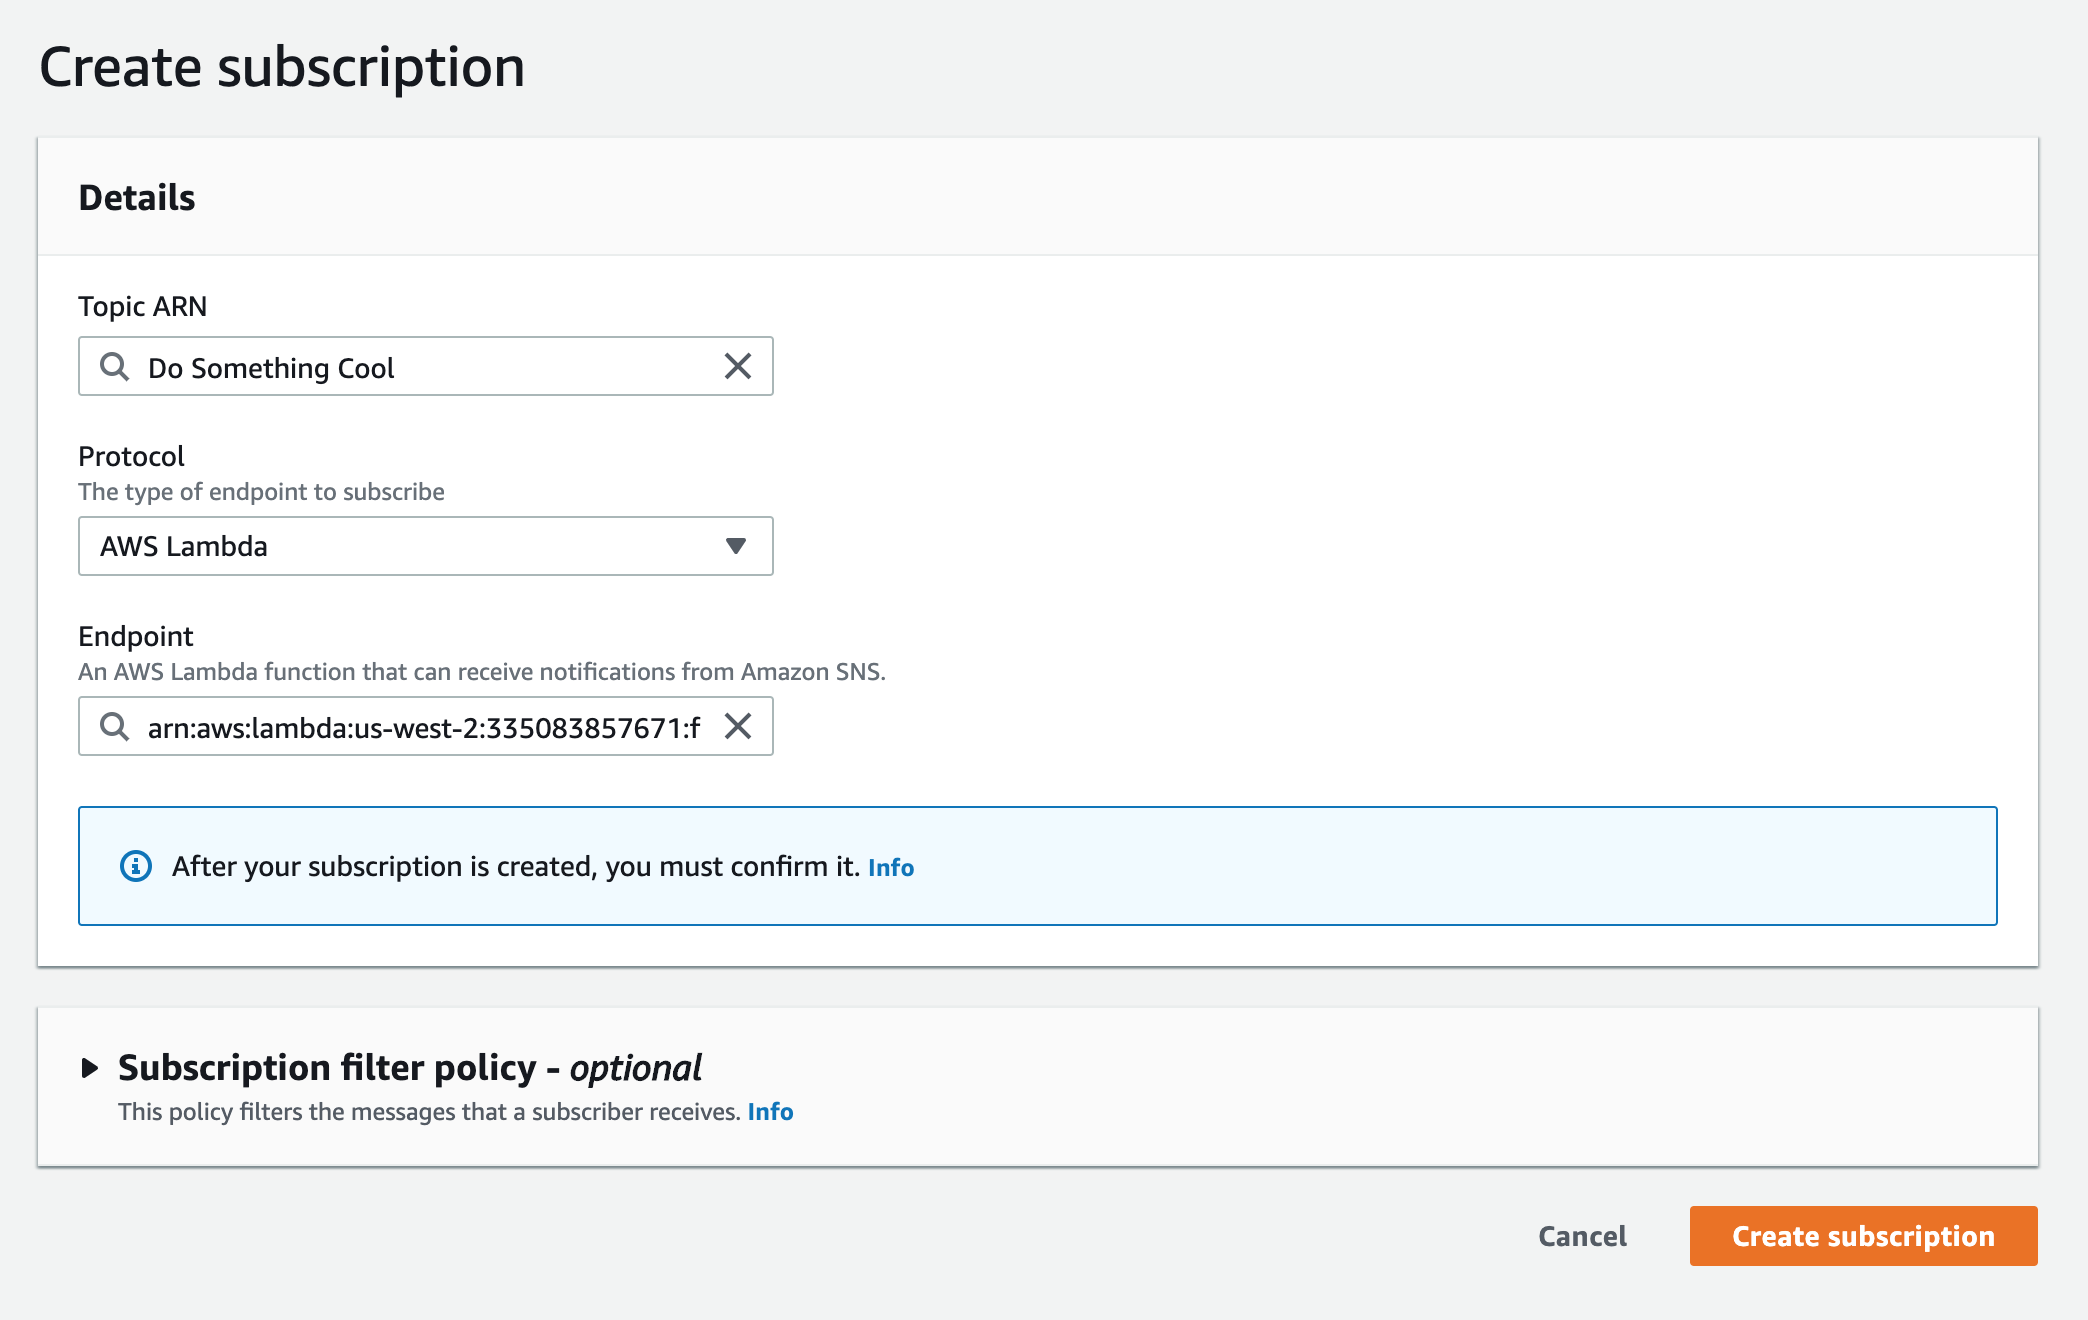 Create subscription
Details
Topic ARN
Do Something Cool
Protocol
The type of endpoint to subscribe
AWS Lambda
Endpoint
An AWS Lambda function that can receive notifications from Amazon SNS.
arn:aws:lambda:us-west-2:335083857671:f
After your subscription is created, you must confirm it. Info
Subscription filter policy - optional
This policy filters the messages that a subscriber receives. Info
Cancel
Create subscription